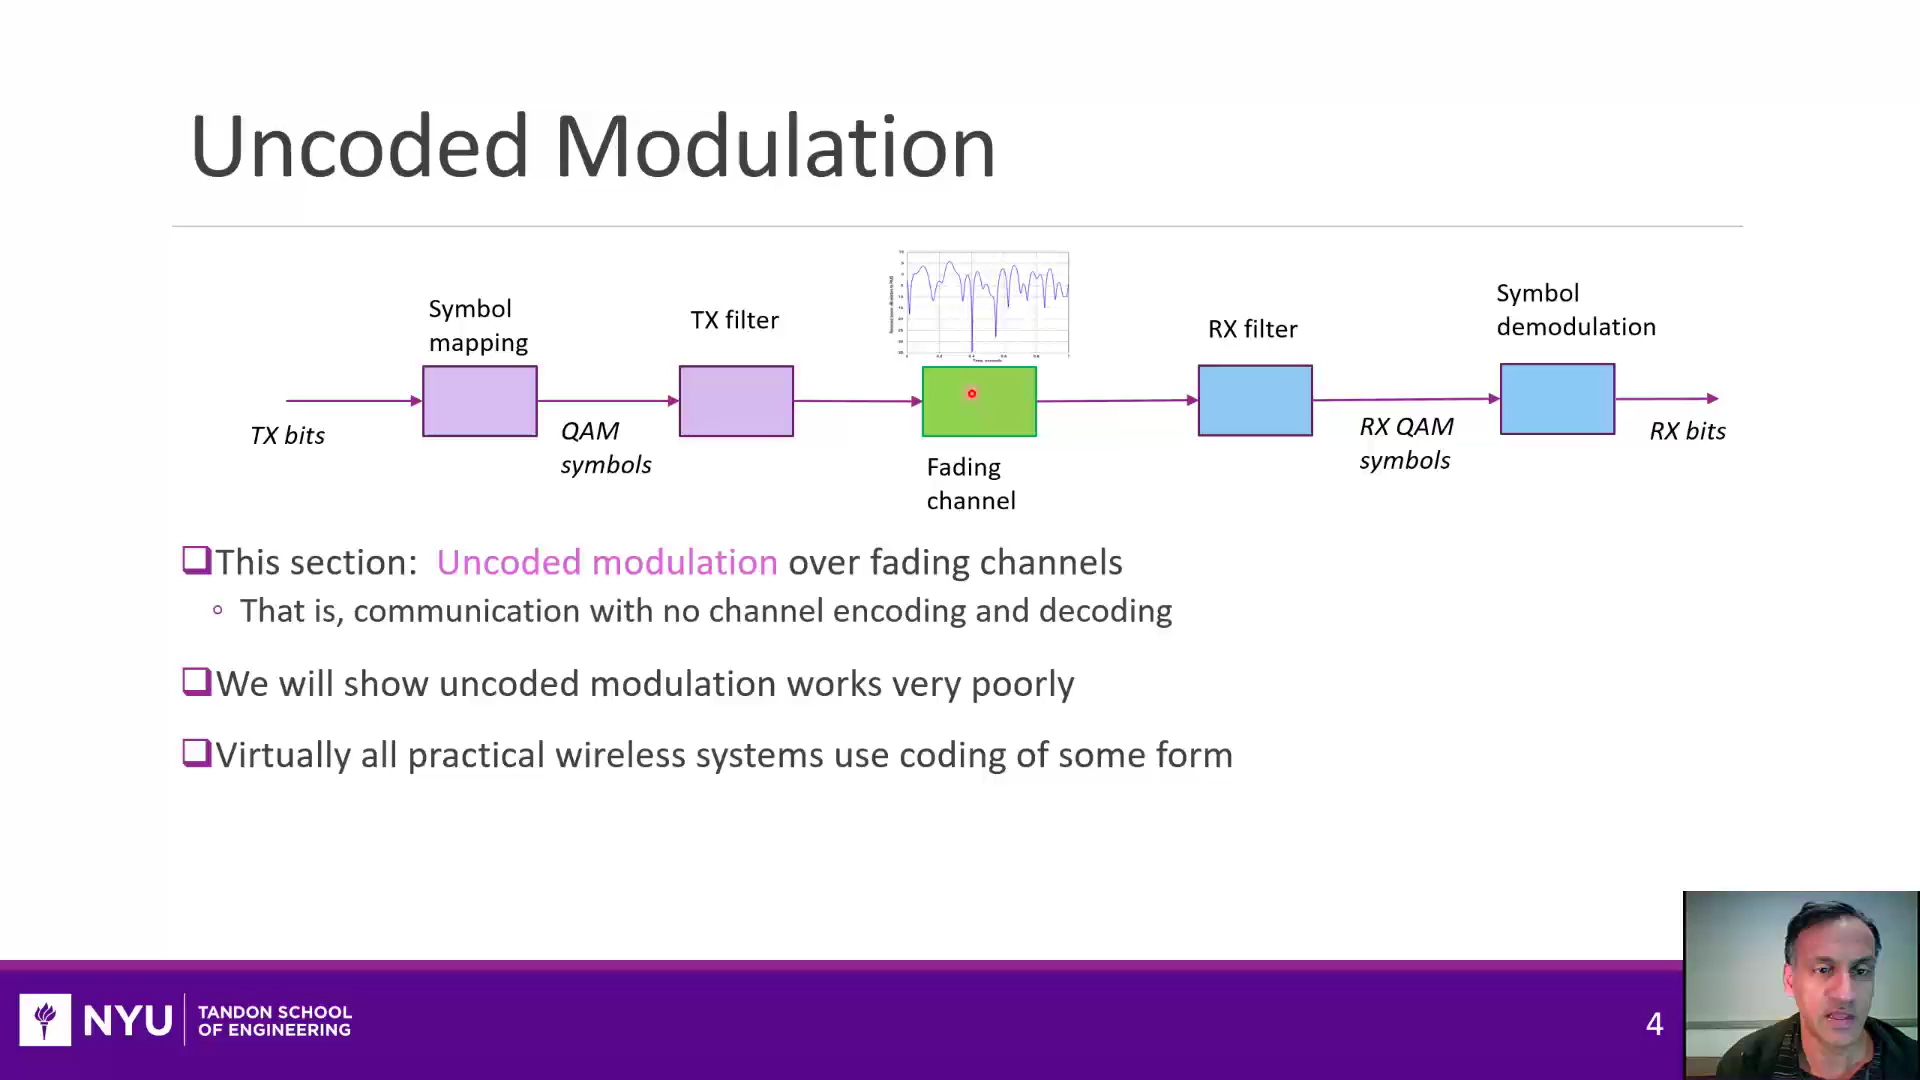 Uncoded Modulation
Symbol
mapping
TX filter
RX filter
Symbol
demodulation
TX bits
QAM
symbols
Fading
channel
RX QAM
symbols
RX bits
This section: Uncoded modulation over fading channels
That is, communication with no channel encoding and decoding
We will show uncoded modulation works very poorly
Virtually all practical wireless systems use coding of some form
NYU
TANDON SCHOOL
OF ENGINEERING
4